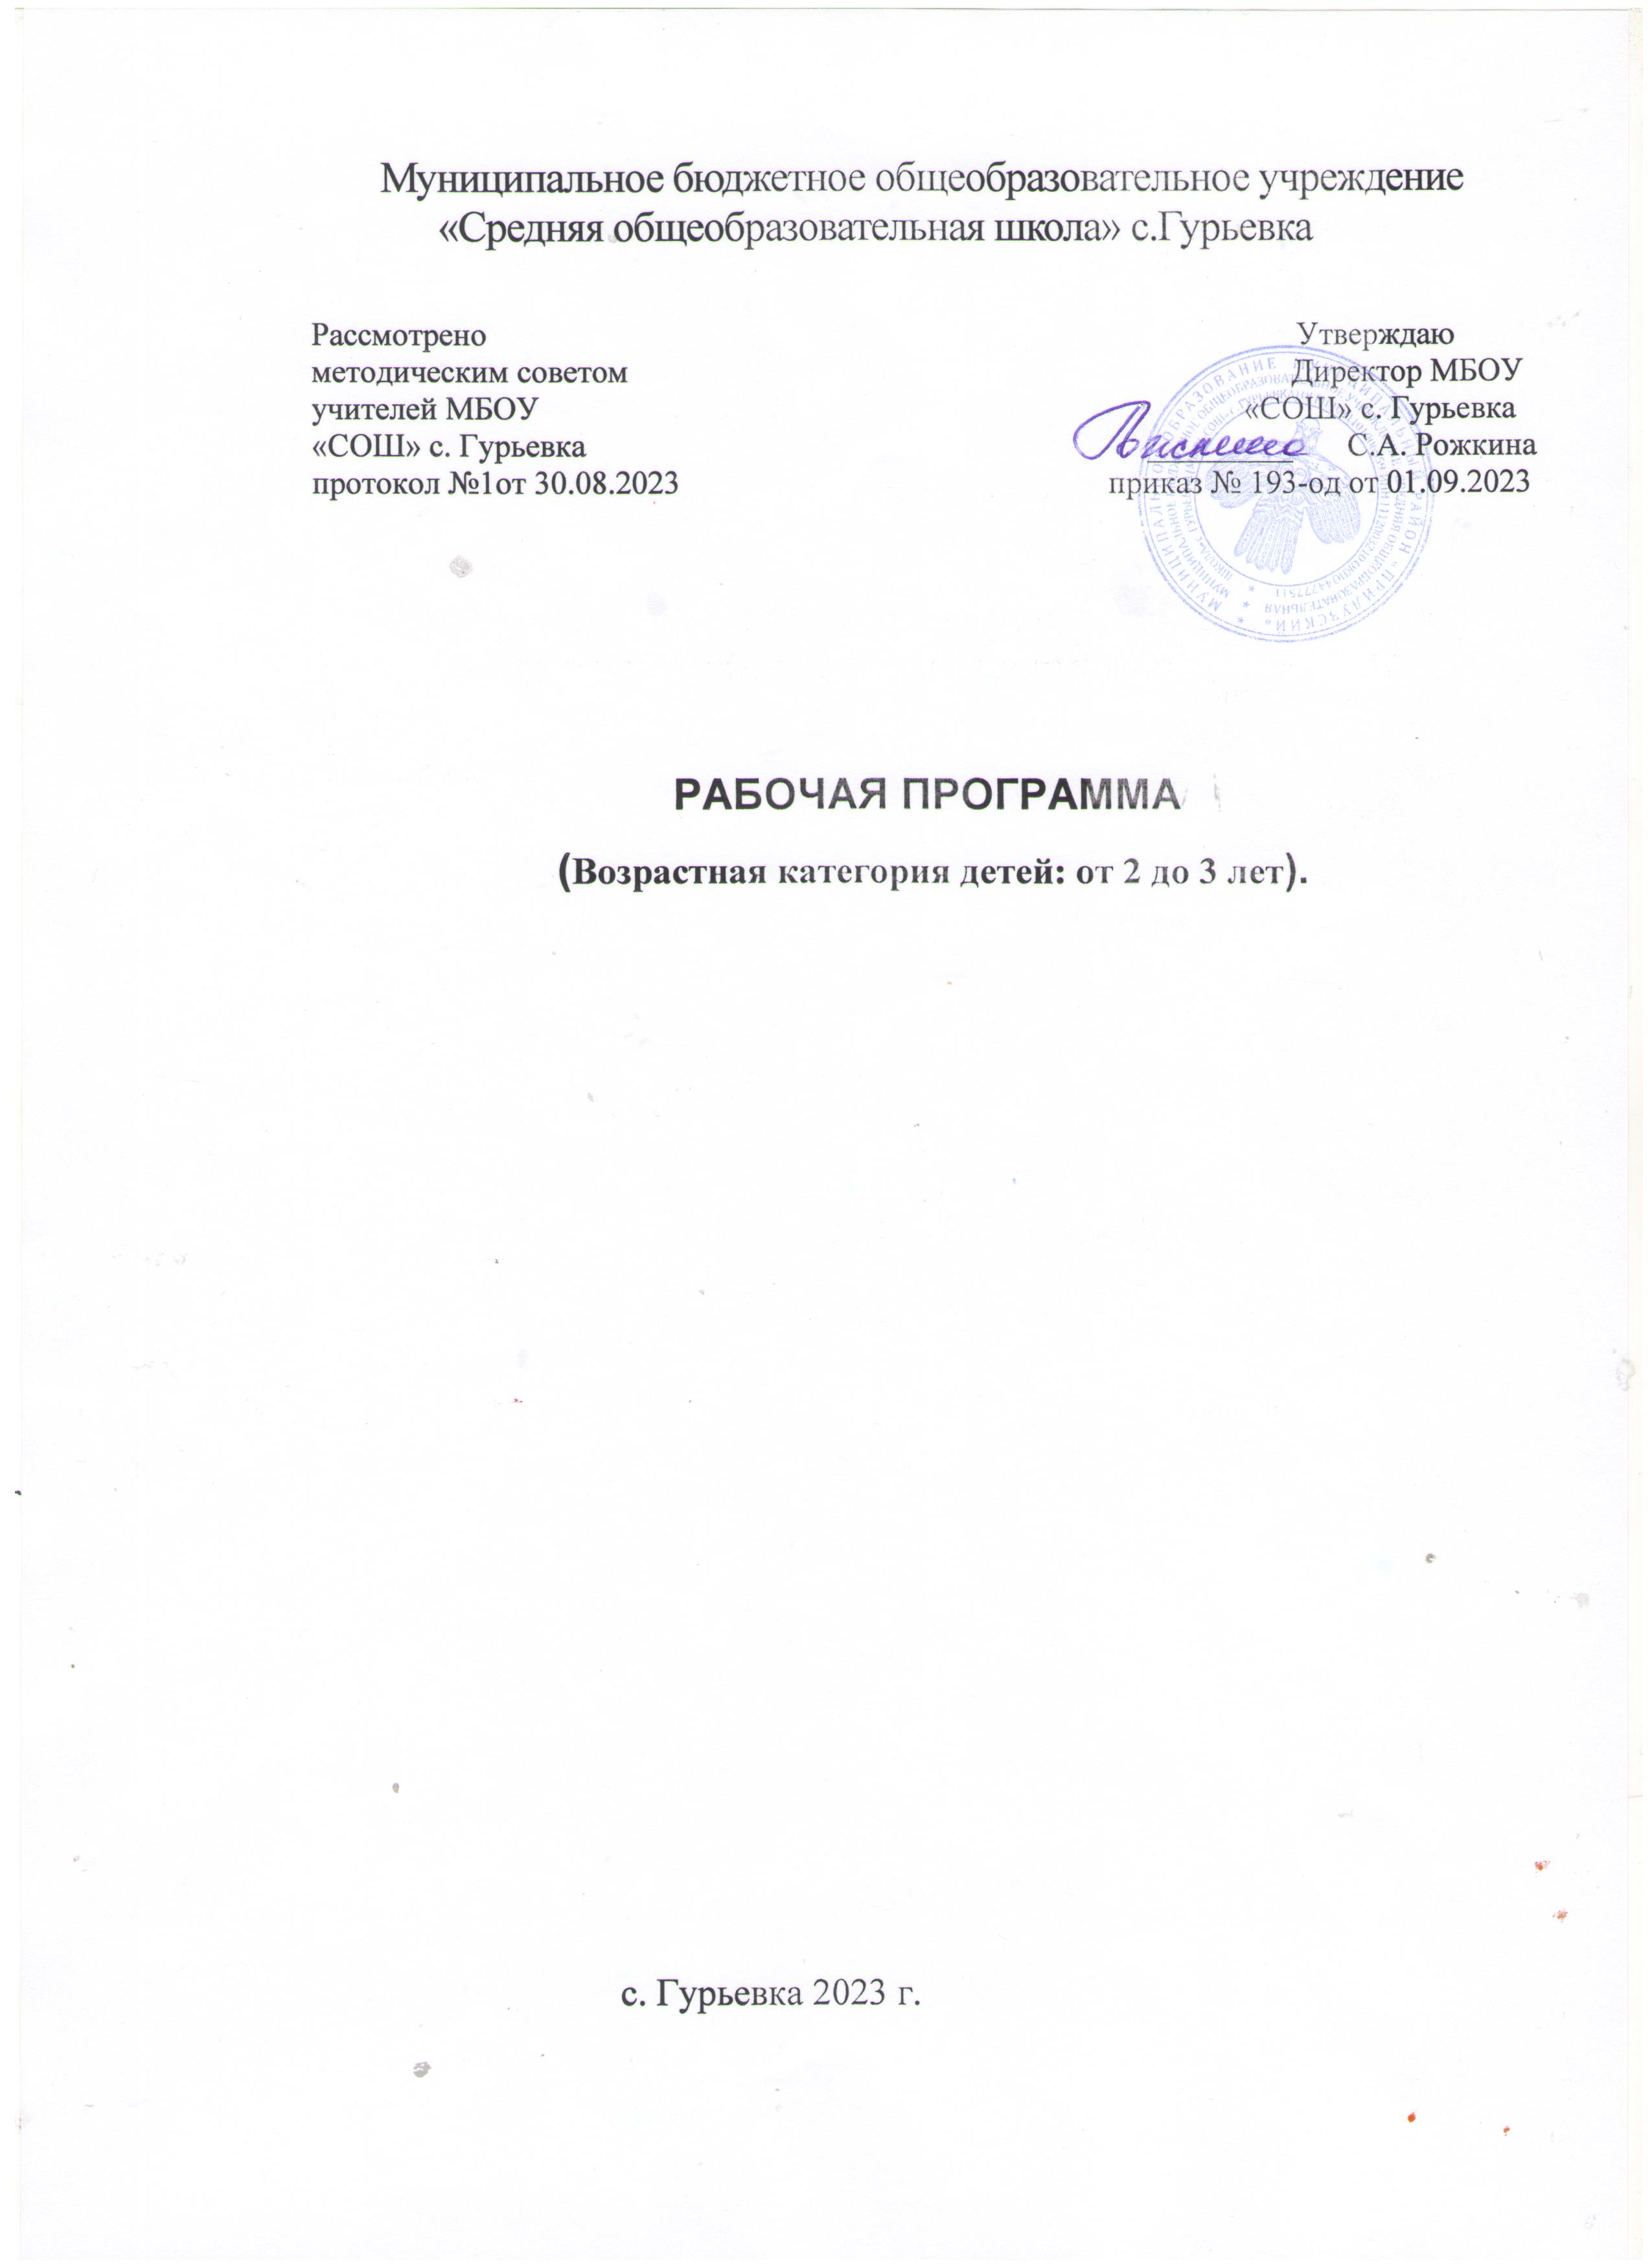 Муниципальное бюджетное общеобразовательное учреждение
«Средняя общеобразовательная школа» с.Гурьевка
Рассмотрено
методическим советом
учителей МБОУ
«СОШ» с. Гурьевка
протокол №1от 30.08.2023
Утверждаю
Директор МБОУ
«СОШ» с. Гурьевка
С.А. Рожкина
приказ № 193-од от 01.09.2023
РАБОЧАЯ ПРОГРАММА
(Возрастная категория детей: от 2 до 3 лет).
с. Гурьевка 2023 г.